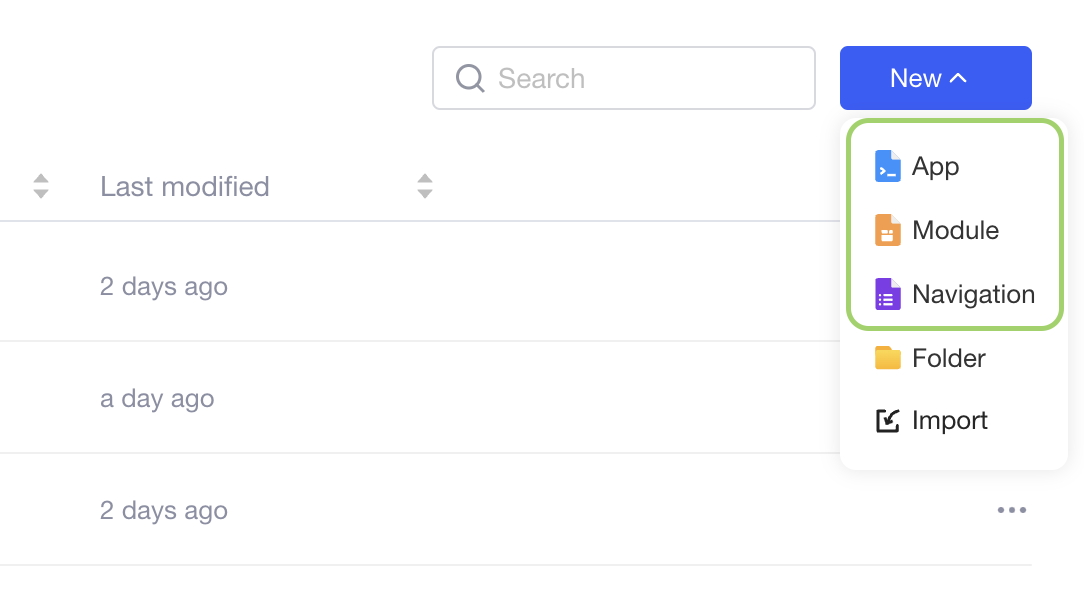 Search
New
App
Module
Navigation
Folder
Import
Last modified
2 days ago
a day ago
2 days ago